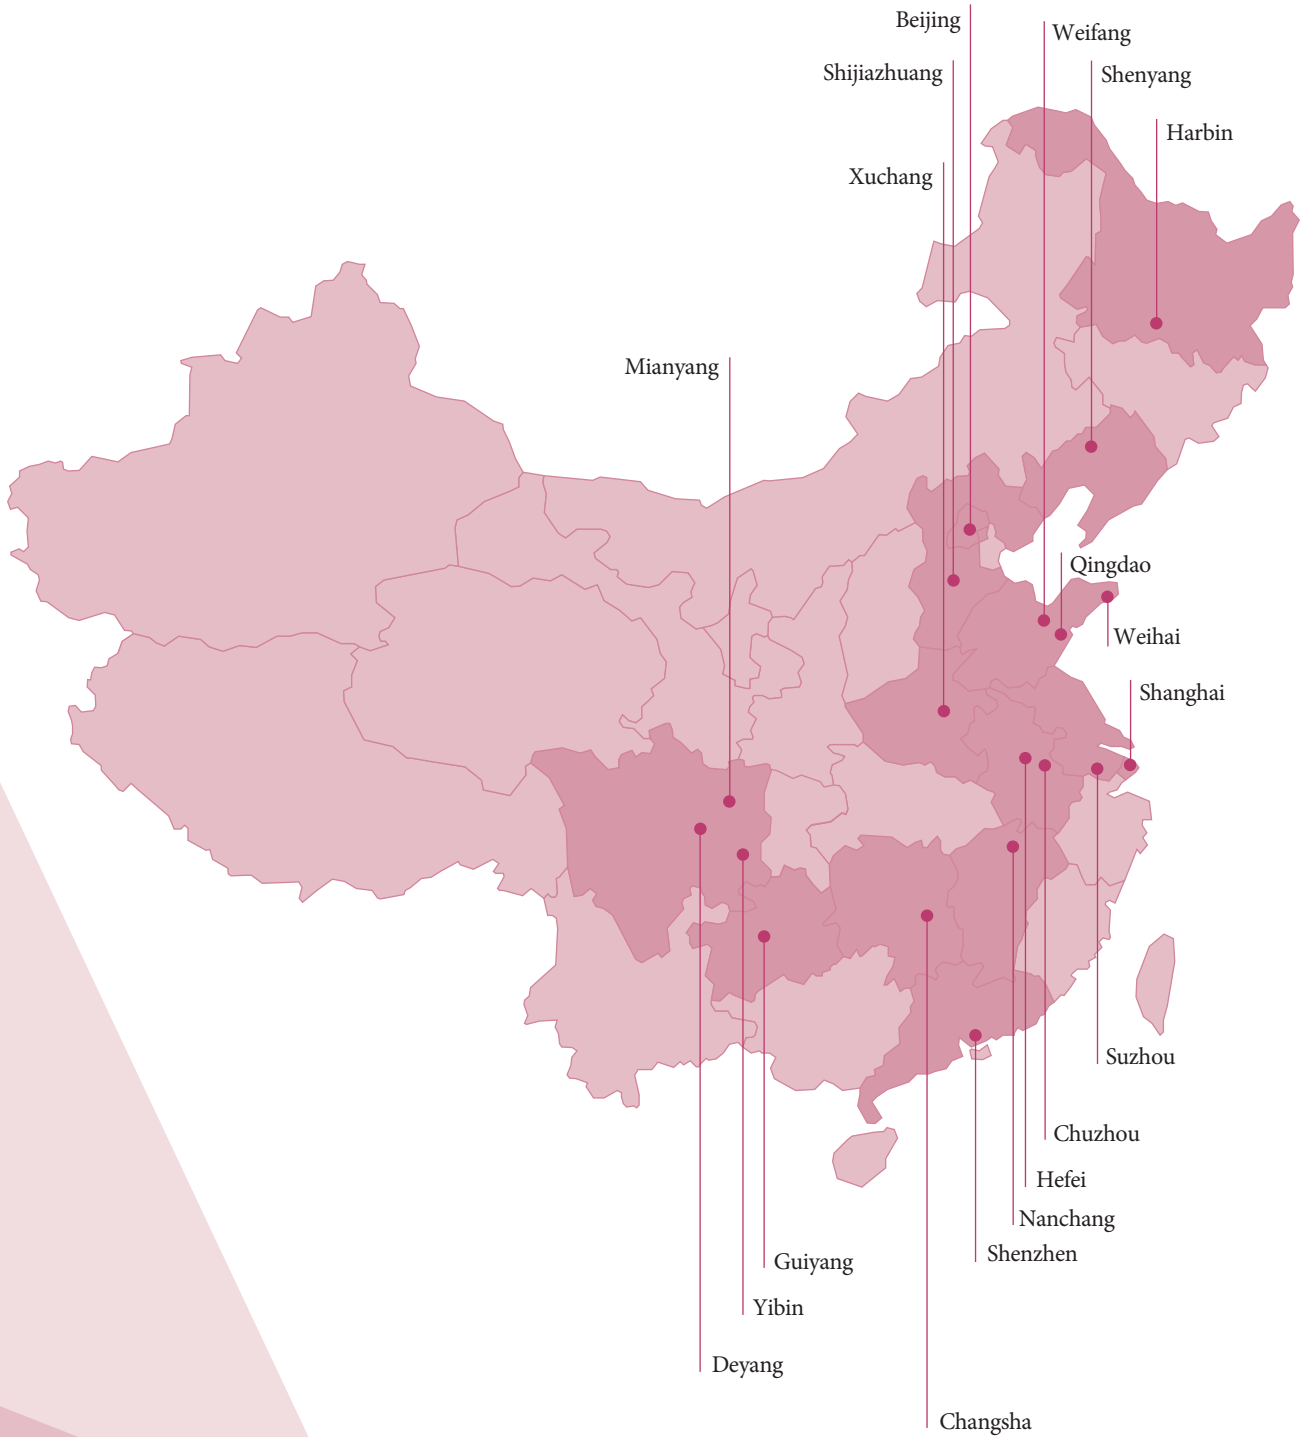 Beijing
Weifang
Shijiazhuang
Shenyang
Harbin
Xuchang
Mianyang
Qingdao
Weihai
Shanghai
Suzhou
Chuzhou
Hefei
Nanchang
Shenzhen
Guiyang
Yibin
Deyang
Changsha